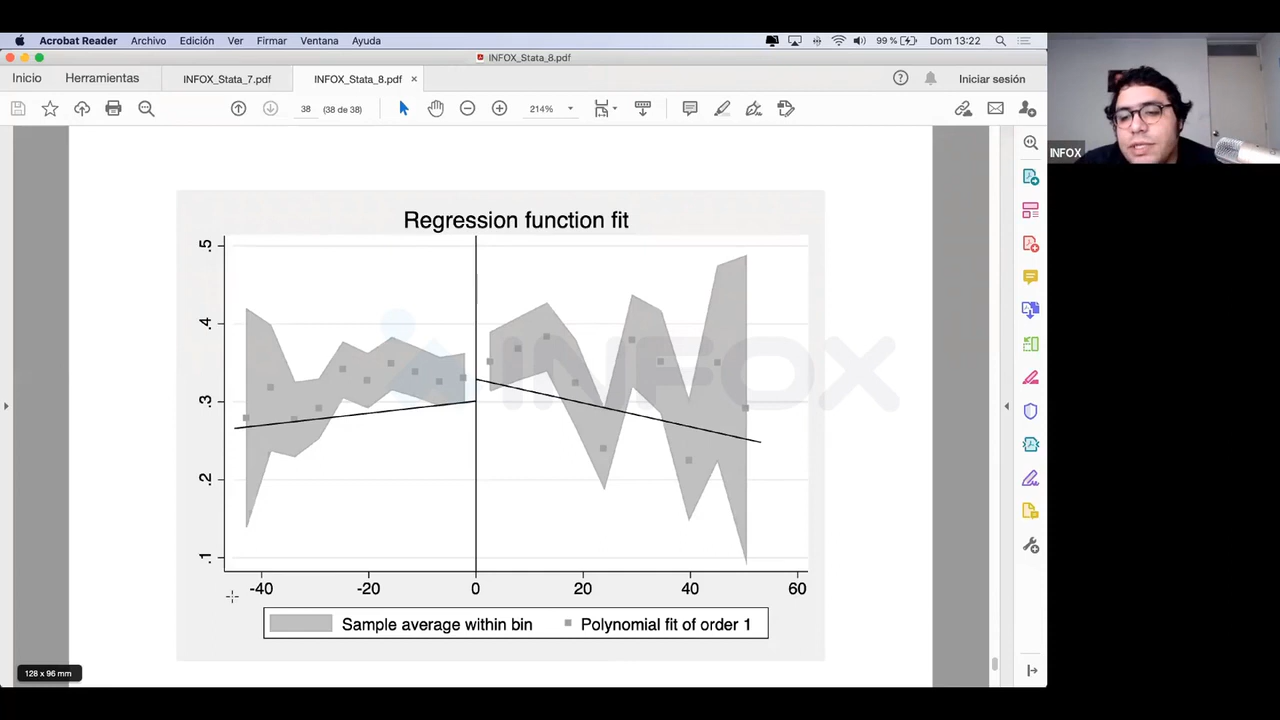 Acrobat Reader Archivo Edición Ver Firmar Ventana Ayuda 99 % Dom 13:22
INFOX_Stata_8.pdf
Inicio Herramientas INFOX_Stata_7.pdf INFOX_Stata_8.pdf × Iniciar sesión
38 (38 de 38) 214%
INFOX
Regression function fit
.5
.4
.3
.2
.1
INFOX
-40 -20 0 20 40 60
Sample average within bin Polynomial fit of order 1
128 x 96 mm